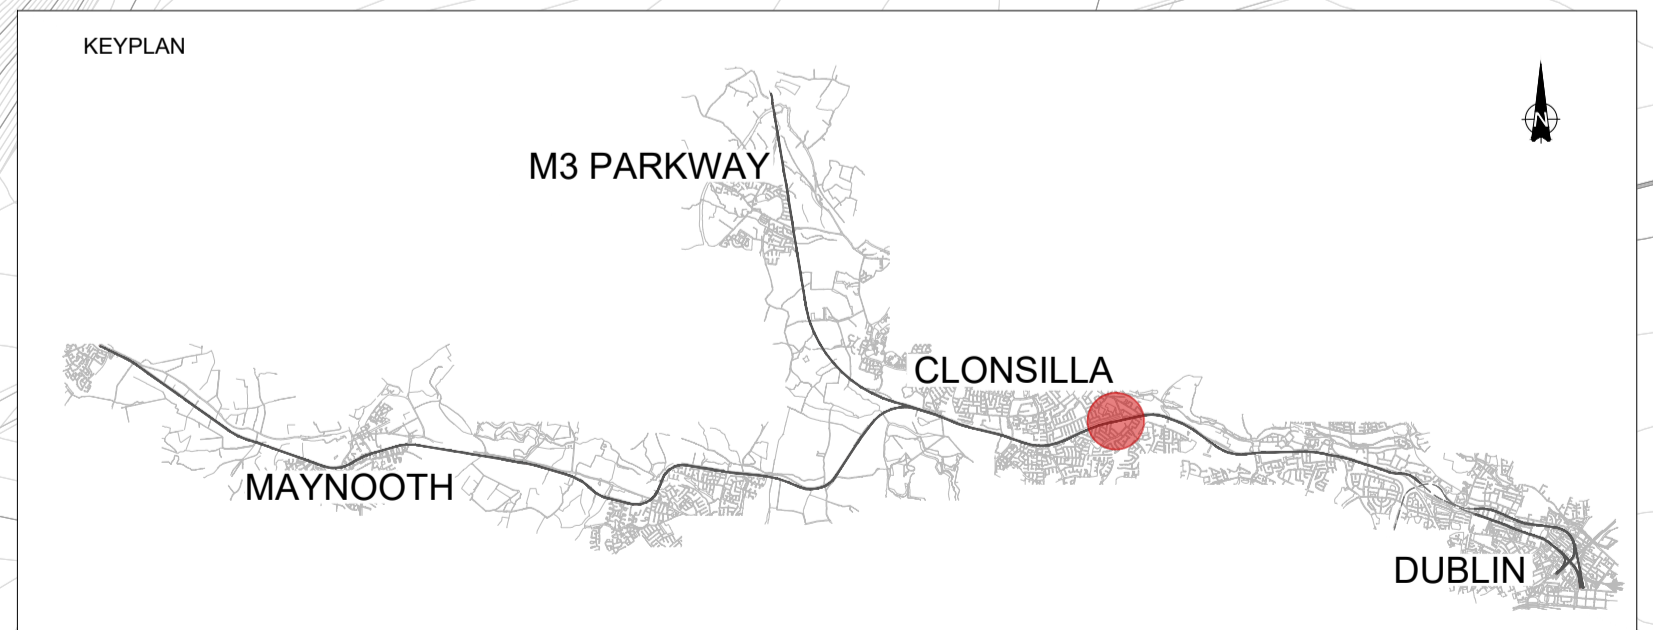 KEYPLAN
N
M3 PARKWAY
CLONSILLA
MAYNOOTH
DUBLIN